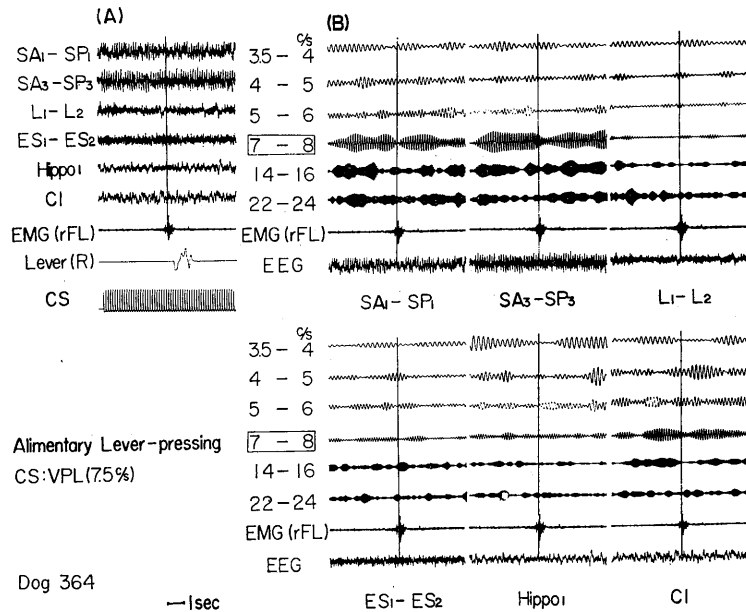 (A)
SA1-SP1
SA3-SP3
L1-L2
ES1-ES2
Hippo1
Cl
EMG (rFL)
Lever(R)
CS
(B)
c/s
3.5 - 4
4 - 5
5 - 6
7 - 8
14-16
22-24
EMG (rFL)
EEG
SA1-SP1
SA3-SP3
L1-L2
c/s
3.5 - 4
4 - 5
5 - 6
7 - 8
14-16
22-24
EMG (rFL)
EEG
ES1-ES2
Hippo1
Cl
Alimentary Lever-pressing
CS:VPL(7.5 c/s)
Dog 364
1sec